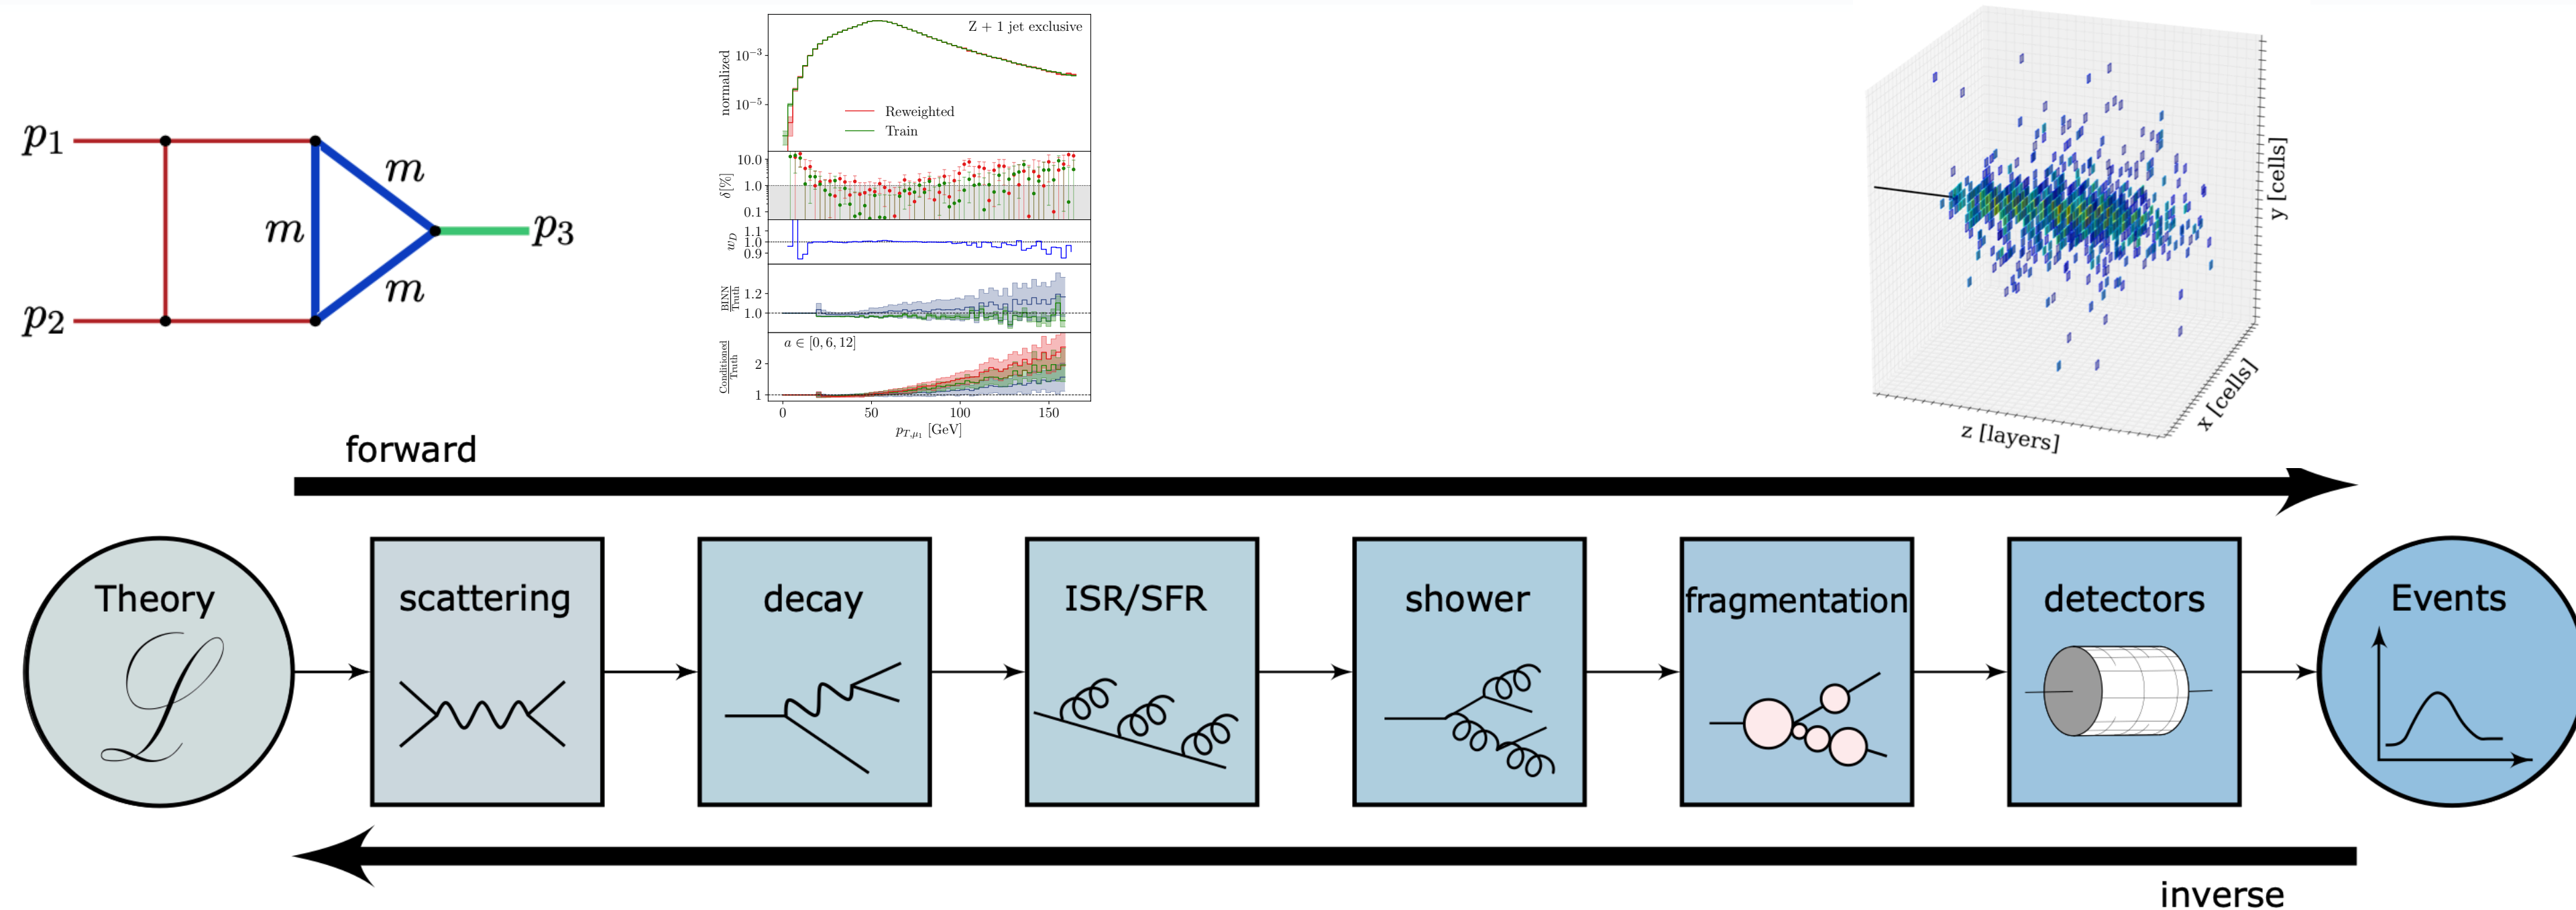 p₁
p₂
m
m
m
p₃
Z + 1 jet exclusive
normalized
10⁻³
10⁻⁵
Reweighted
Train
δ[%]
10.0
1.0
0.1
w_D
1.1
1.0
0.9
BINN
Truth
1.2
1.0
Conditioned
Truth
a ∈ [0, 6, 12]
2
1
0 50 100 150
p_{T,μ₁} [GeV]
y [cells]
x [cells]
z [layers]
forward
Theory
ℒ
scattering
decay
ISR/SFR
shower
fragmentation
detectors
Events
inverse